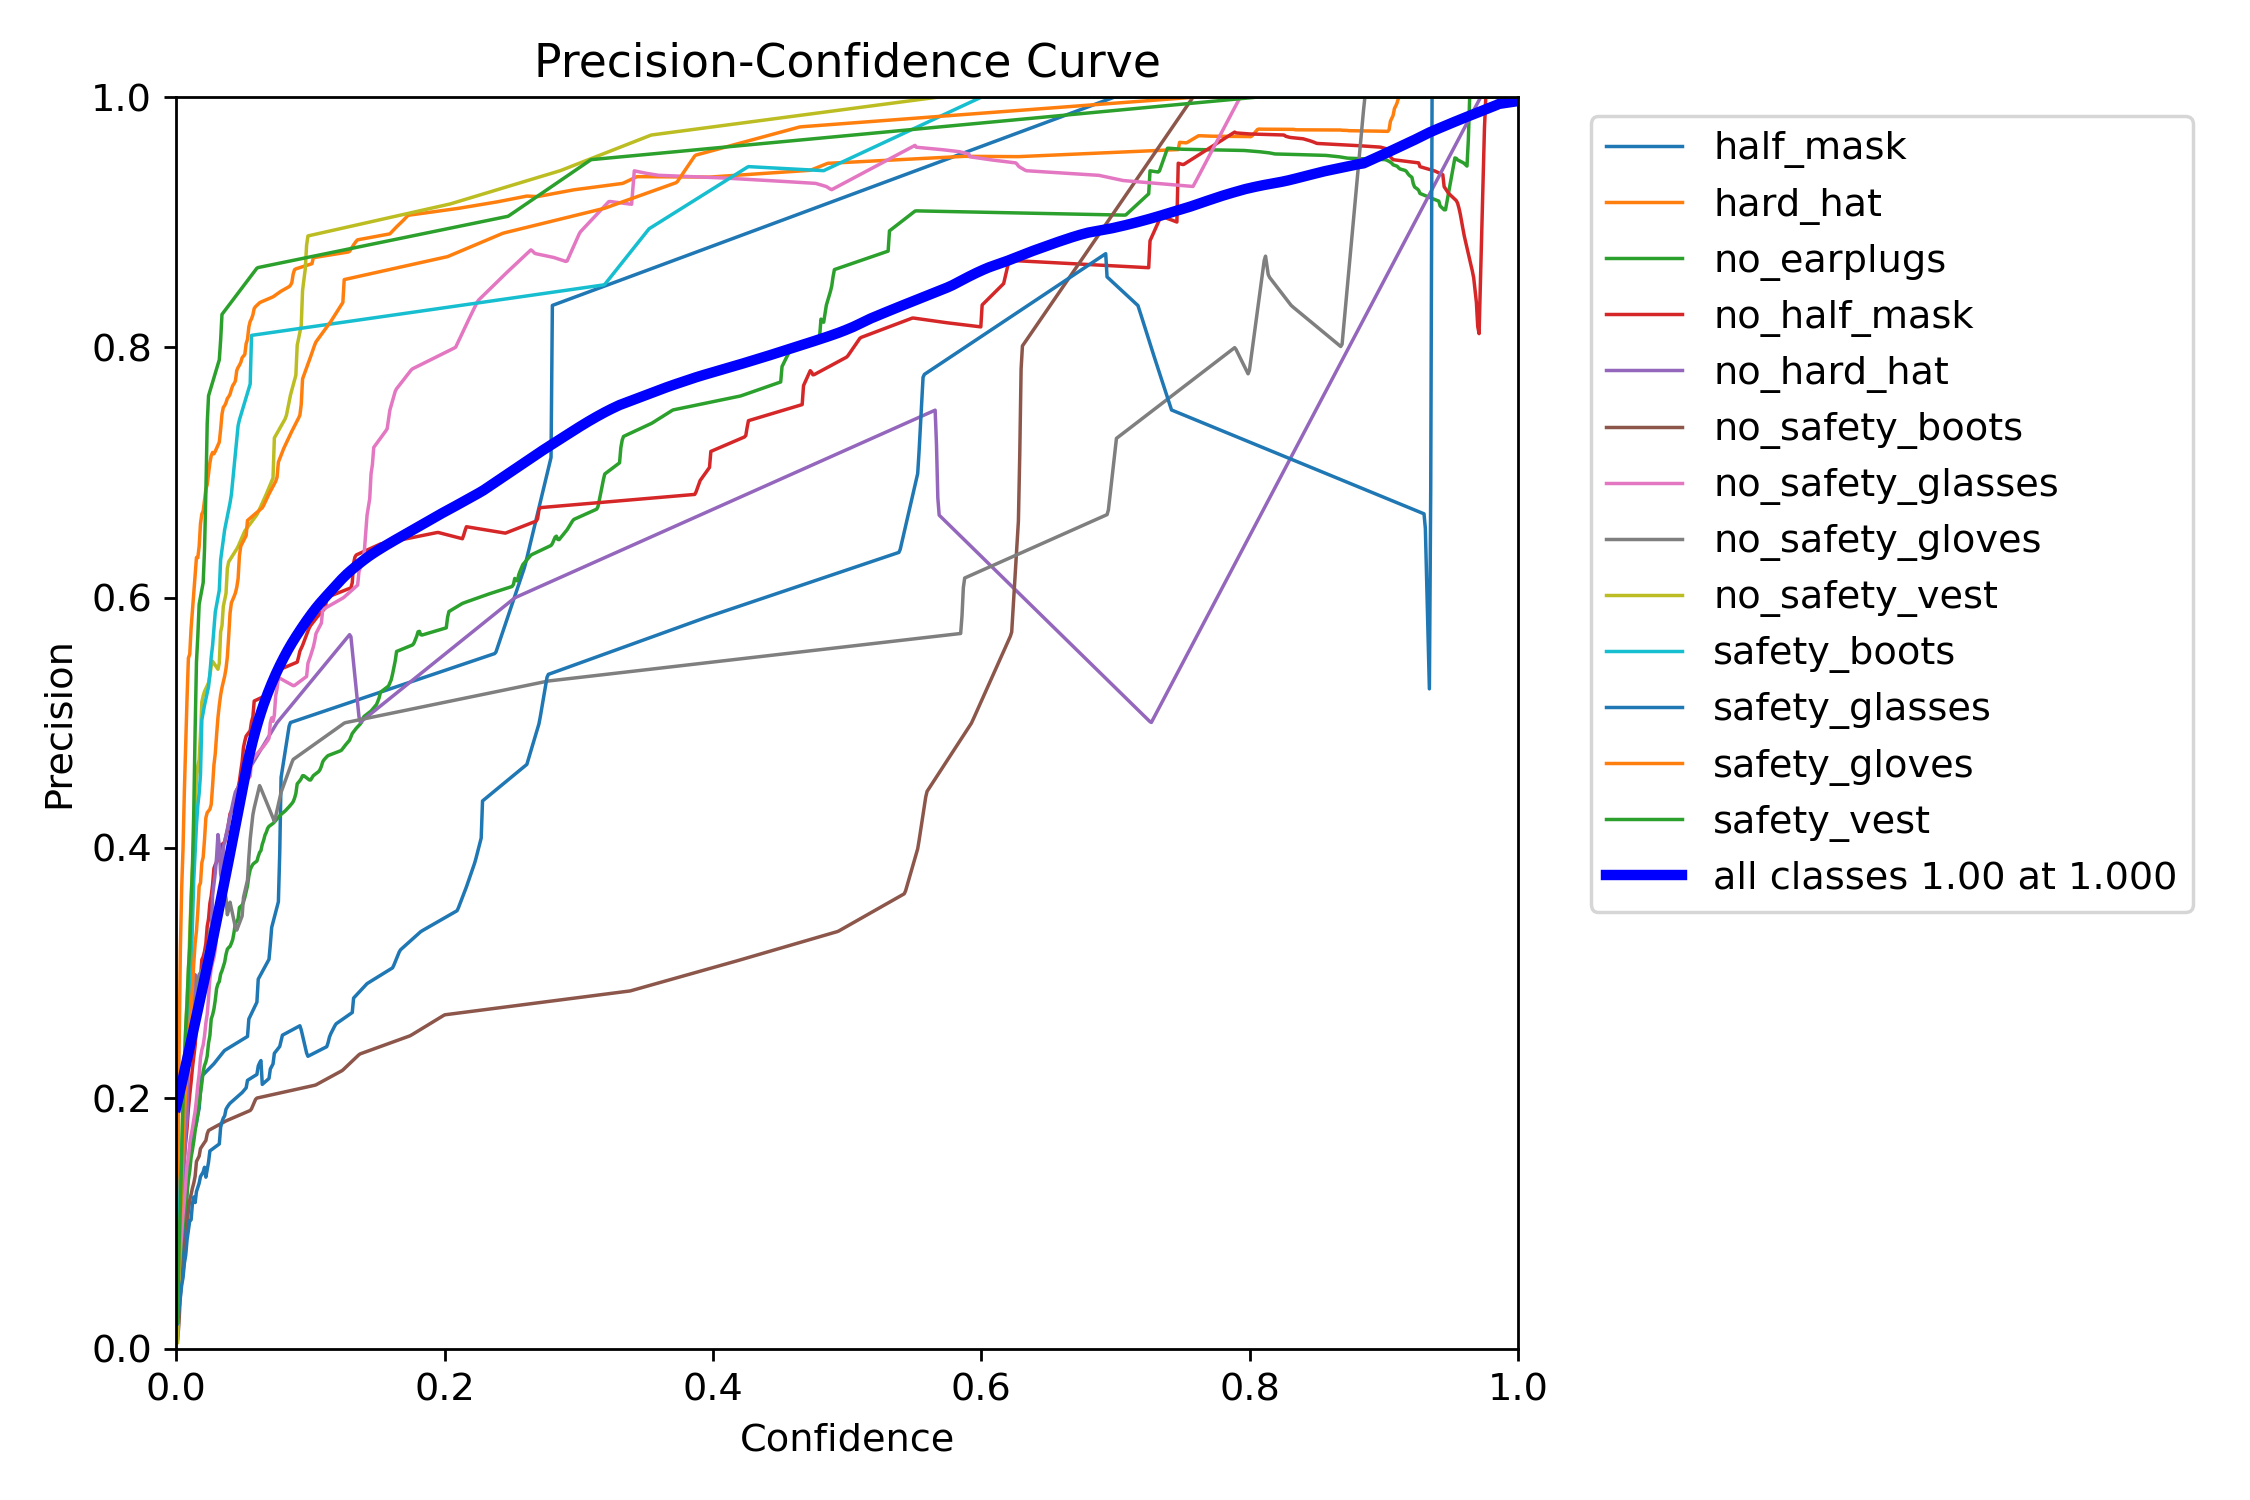 Precision-Confidence Curve
1.0
0.8
0.6
0.4
0.2
0.0
Precision
0.0 0.2 0.4 0.6 0.8 1.0
Confidence
half_mask
hard_hat
no_earplugs
no_half_mask
no_hard_hat
no_safety_boots
no_safety_glasses
no_safety_gloves
no_safety_vest
safety_boots
safety_glasses
safety_gloves
safety_vest
all classes 1.00 at 1.000